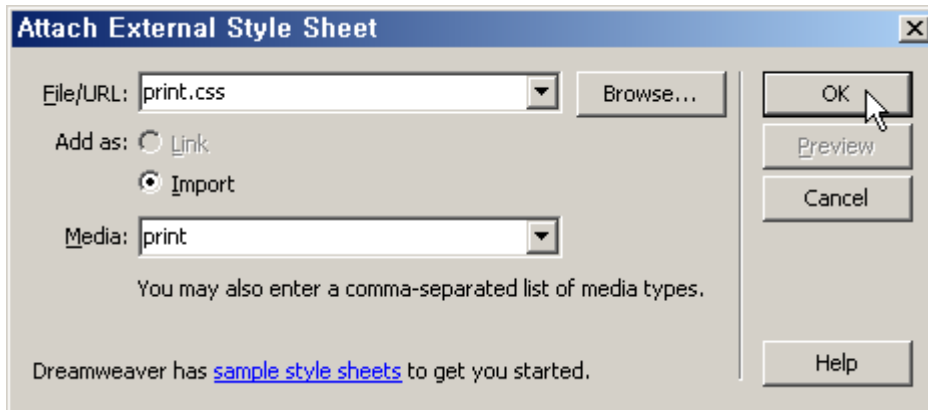 Attach External Style Sheet
File/URL: print.css Browse... OK
Add as: Link Preview
Import Cancel
Media: print
You may also enter a comma-separated list of media types.
Dreamweaver has sample style sheets to get you started. Help